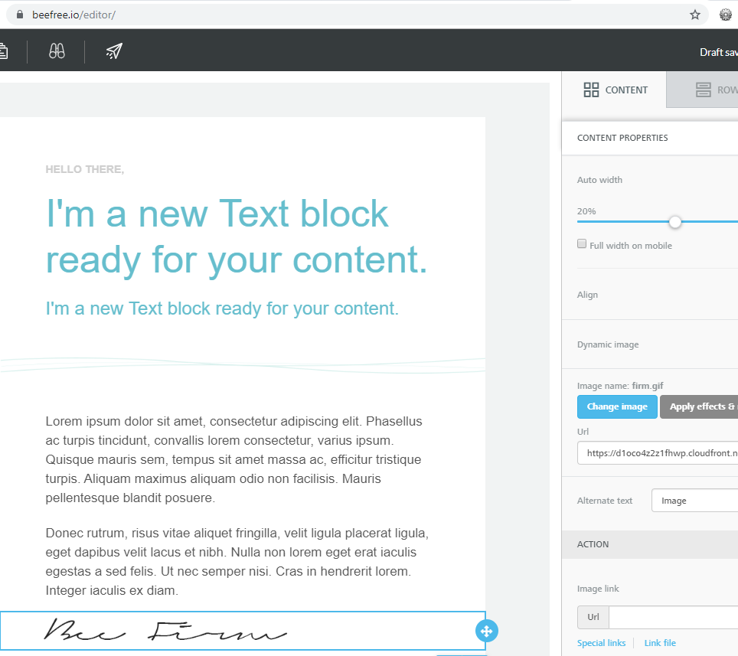 beefree.io/editor/
Draft sav
CONTENT
ROW
CONTENT PROPERTIES
HELLO THERE,
Auto width
I'm a new Text block
20%
ready for your content.
Full width on mobile
I'm a new Text block ready for your content.
Align
Dynamic image
Image name: firm.gif
Change image
Apply effects &
Url
https://d1oco4z2z1fhwp.cloudfront.n
Lorem ipsum dolor sit amet, consectetur adipiscing elit. Phasellus
ac turpis tincidunt, convallis lorem consectetur, varius ipsum.
Quisque mauris sem, tempus sit amet massa ac, efficitur tristique
turpis. Aliquam maximus aliquam odio non facilisis. Mauris
pellentesque blandit posuere.
Alternate text
Image
Donec rutrum, risus vitae aliquet fringilla, velit ligula placerat ligula,
eget dapibus velit lacus et nibh. Nulla non lorem eget erat iaculis
egestas a sed felis. Ut nec semper nisi. Cras in hendrerit lorem.
Integer iaculis ex diam.
ACTION
Image link
Url
Bee Firm
Special links
Link file